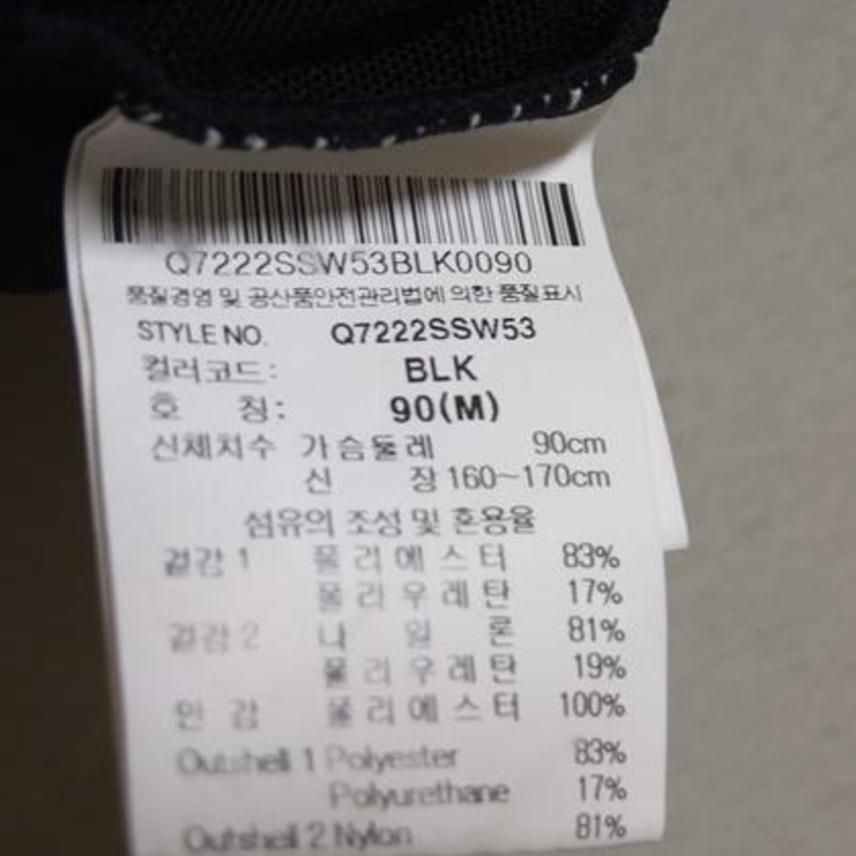 Q7222SSW53BLK0090
품질경영 및 공산품안전관리법에 의한 품질표시
STYLE NO. Q7222SSW53
컬러코드: BLK
호 칭: 90(M)
신체치수 가슴둘레 90cm
신 장 160~170cm
섬유의 조성 및 혼용율
겉감 1 폴리에스터 83%
폴리우레탄 17%
겉감 2 나 일 론 81%
폴리우레탄 19%
안 감 폴리에스터 100%
Outshell 1 Polyester 83%
Polyurethane 17%
Outshell 2 Nylon 81%